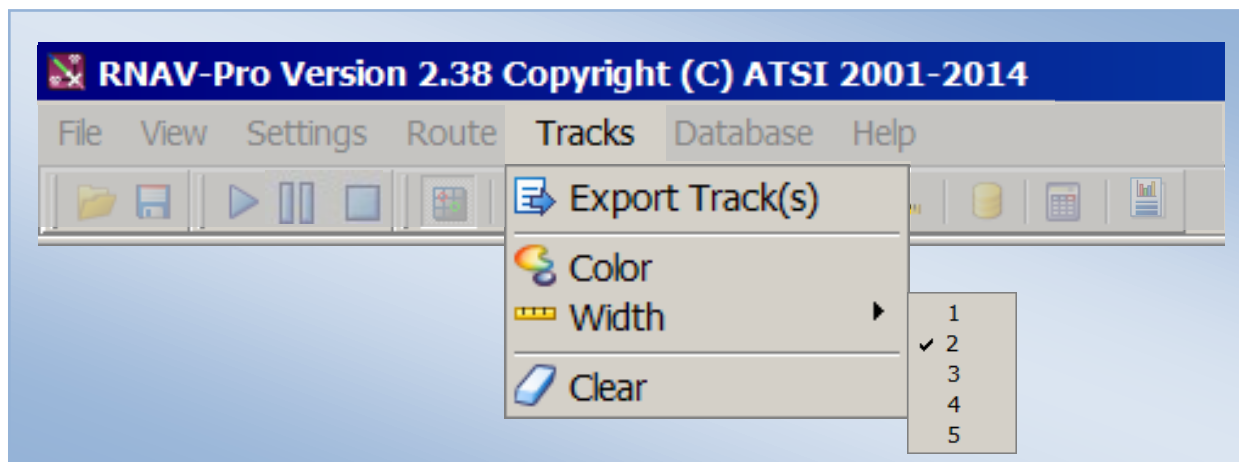 RNAV-Pro Version 2.38 Copyright (C) ATSI 2001-2014
File View Settings Route Tracks Database Help
Export Track(s)
Color
Width
1
2
3
4
5
Clear